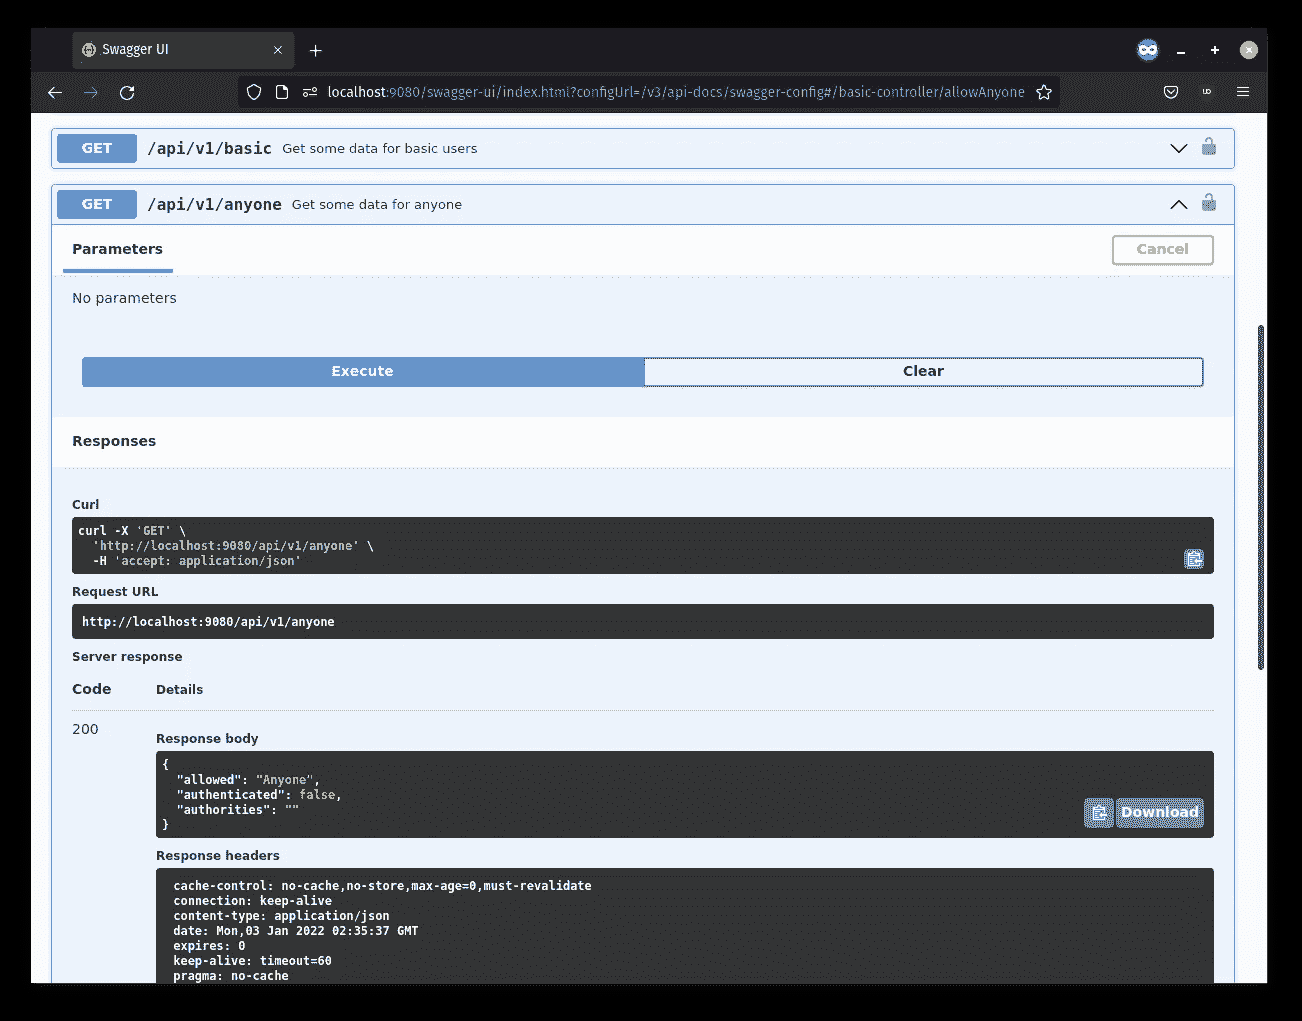 Swagger UI
localhost:9080/swagger-ui/index.html?configUrl=/v3/api-docs/swagger-config#/basic-controller/allowAnyone
GET /api/v1/basic Get some data for basic users
GET /api/v1/anyone Get some data for anyone
Parameters Cancel
No parameters
Execute Clear
Responses
Curl
curl -X 'GET' \
'http://localhost:9080/api/v1/anyone' \
-H 'accept: application/json'
Request URL
http://localhost:9080/api/v1/anyone
Server response
Code Details
200
Response body
{
"allowed": "Anyone",
"authenticated": false,
"authorities": ""
}
Download
Response headers
cache-control: no-cache,no-store,max-age=0,must-revalidate
connection: keep-alive
content-type: application/json
date: Mon,03 Jan 2022 02:35:37 GMT
expires: 0
keep-alive: timeout=60
pragma: no-cache